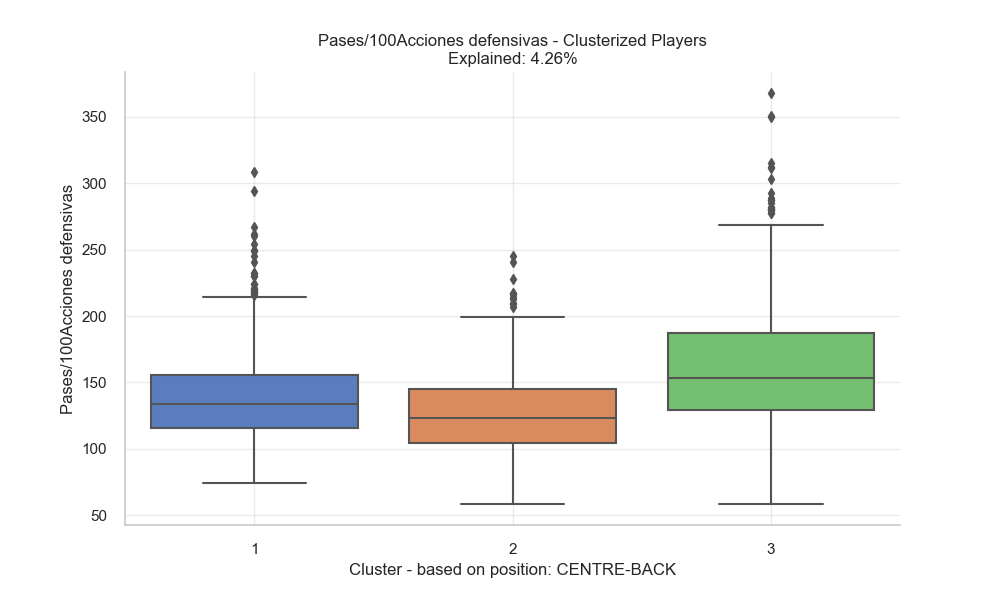 Pases/100Acciones defensivas - Clusterized Players
Explained: 4.26%
Pases/100Acciones defensivas
350
300
250
200
150
100
50
1
2
3
Cluster - based on position: CENTRE-BACK